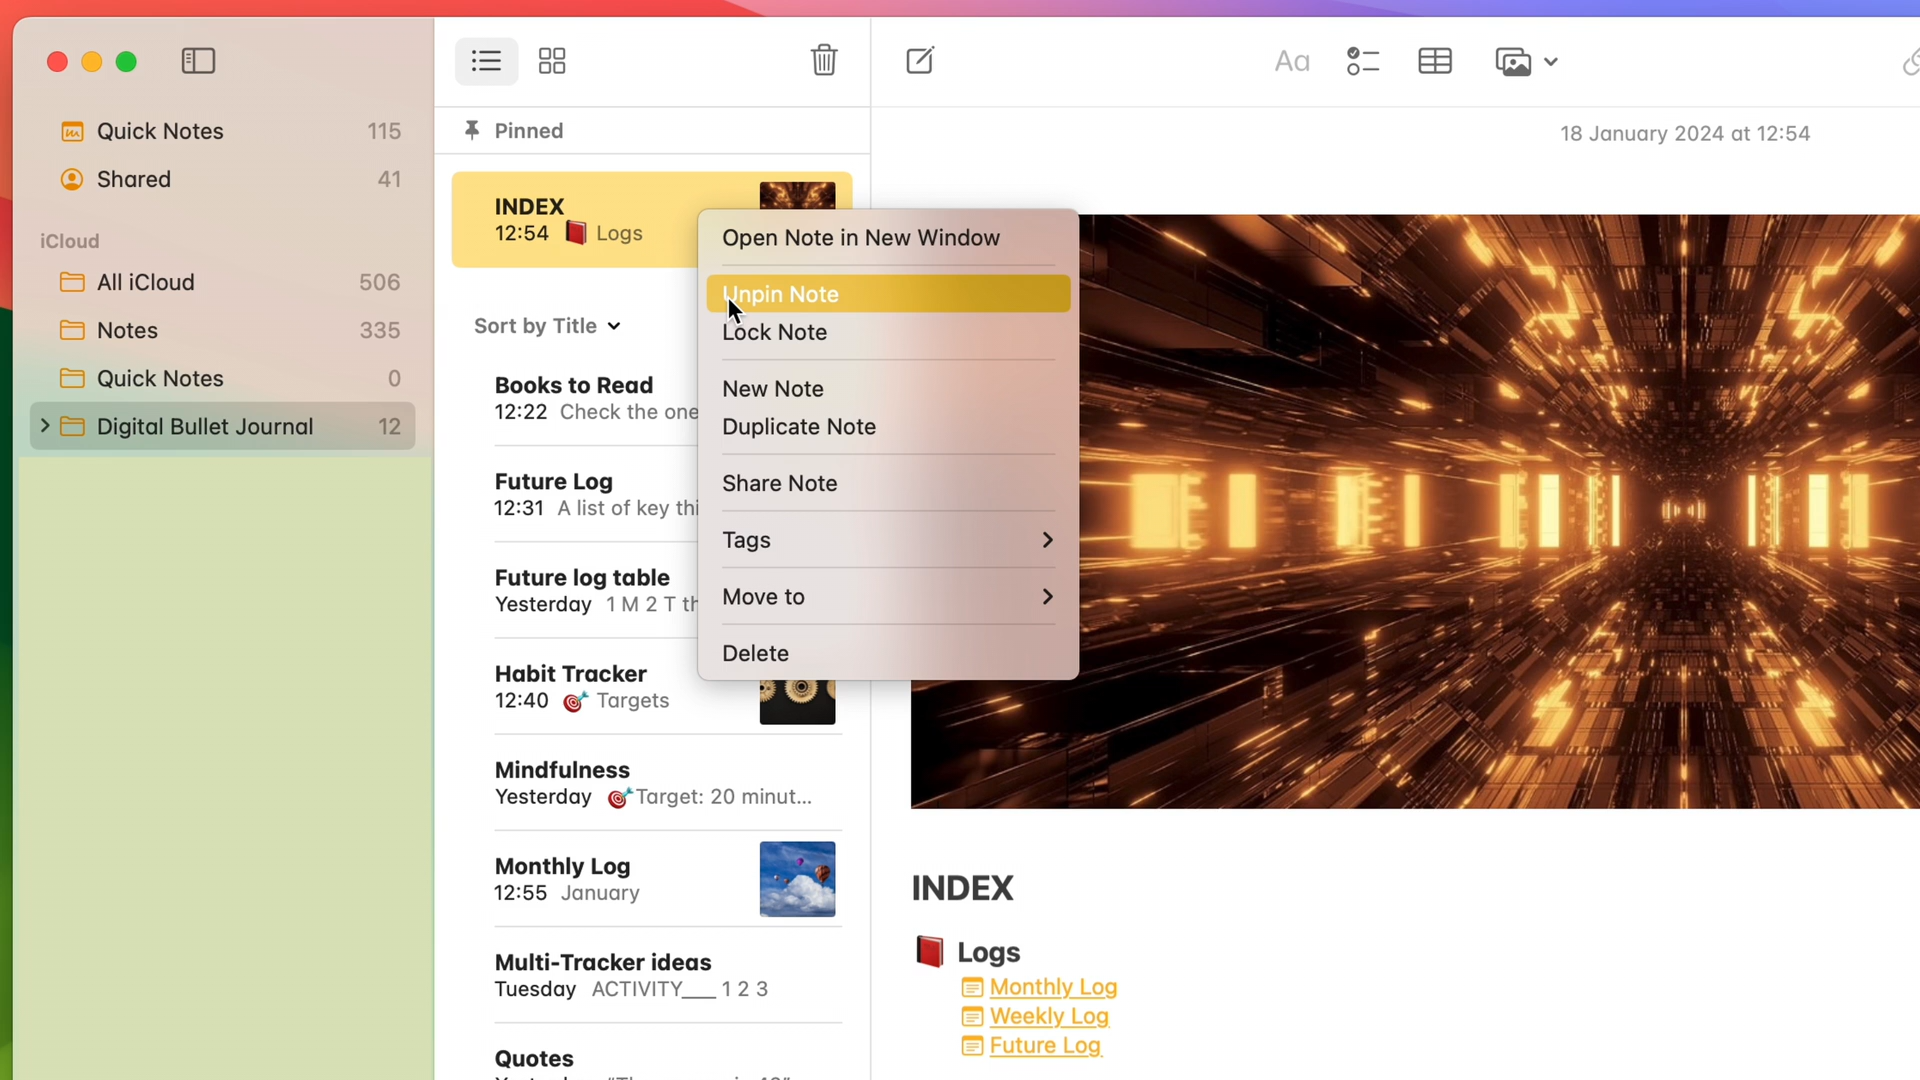 Quick Notes 115
Shared 41
iCloud
All iCloud 506
Notes 335
Quick Notes 0
Digital Bullet Journal 12
Pinned
INDEX
12:54 Logs
Sort by Title
Books to Read
12:22 Check the one
Future Log
12:31 A list of key thi
Future log table
Yesterday 1 M 2 T th
Habit Tracker
12:40 Targets
Mindfulness
Yesterday Target: 20 minut...
Monthly Log
12:55 January
Multi-Tracker ideas
Tuesday ACTIVITY___ 1 2 3
Quotes
Open Note in New Window
Unpin Note
Lock Note
New Note
Duplicate Note
Share Note
Tags
Move to
Delete
Aa
18 January 2024 at 12:54
INDEX
Logs
Monthly Log
Weekly Log
Future Log